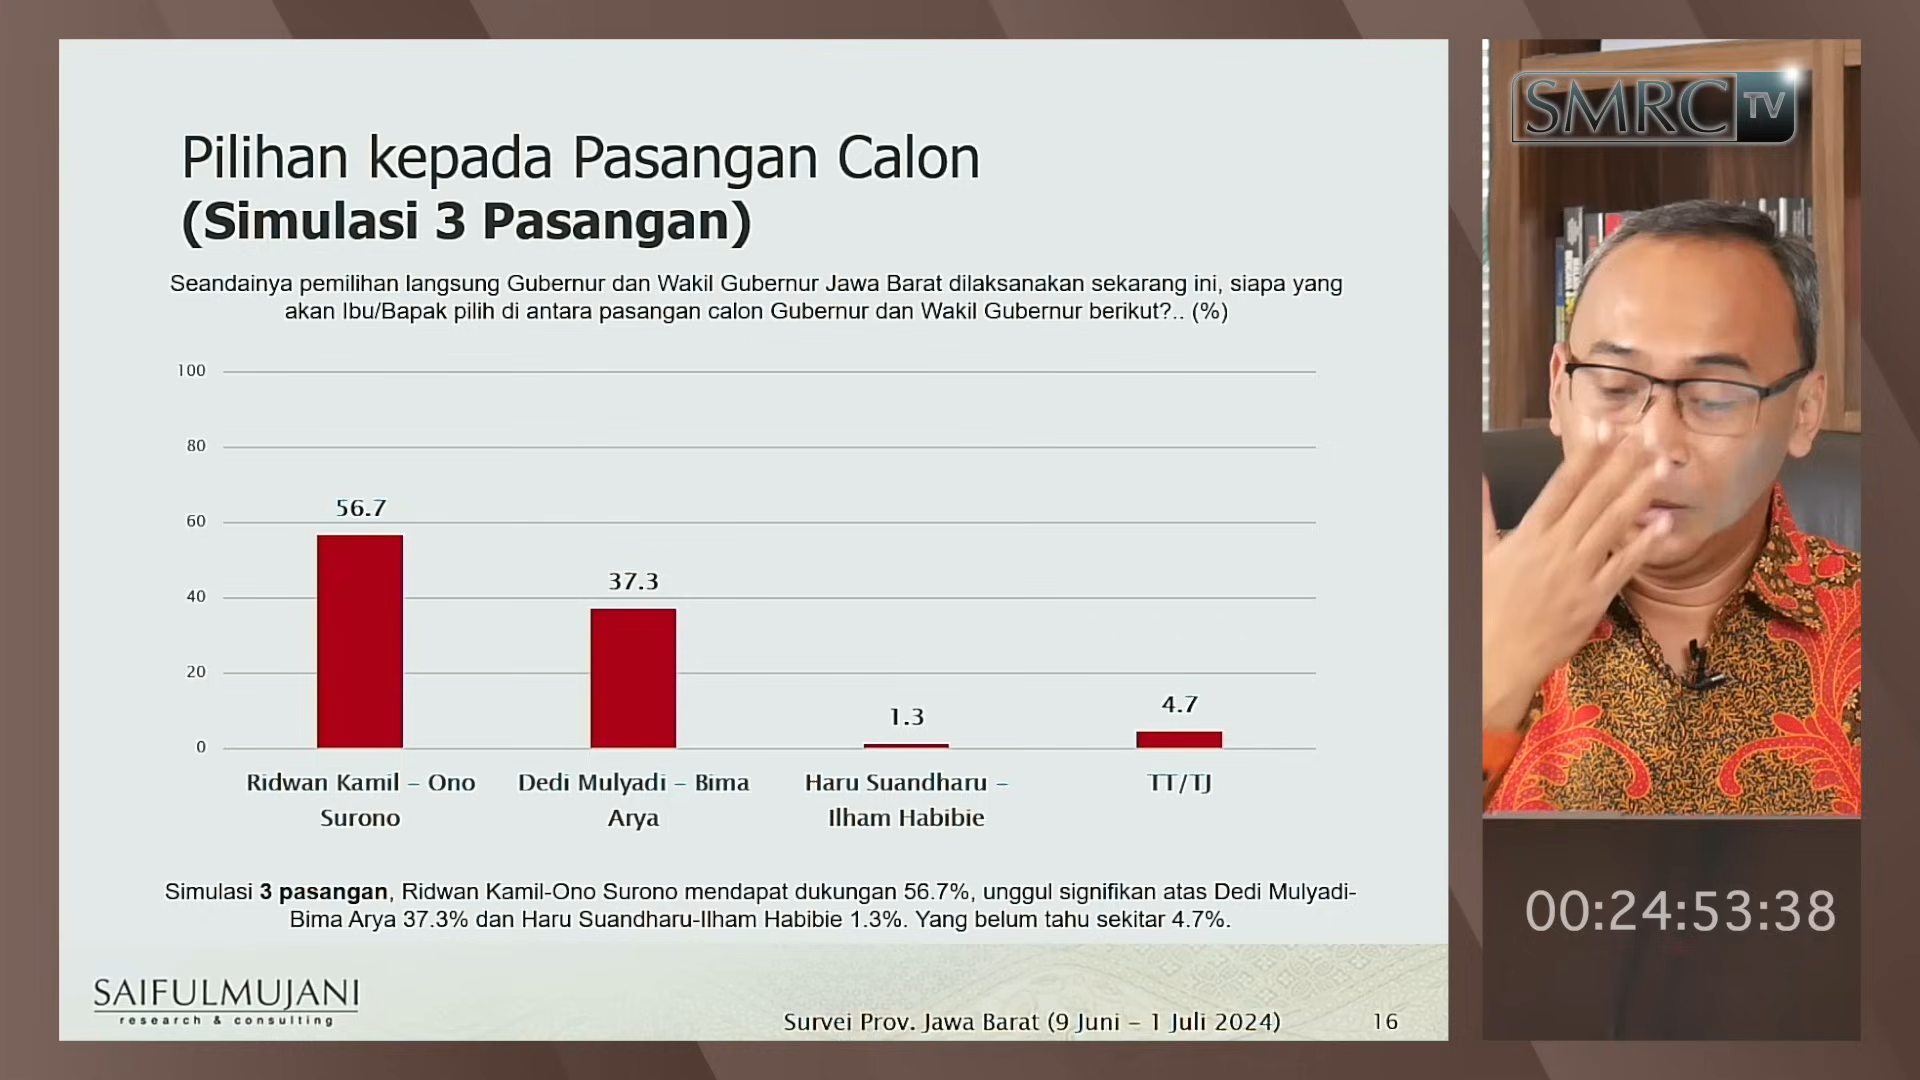 SMRC TV
Pilihan kepada Pasangan Calon
(Simulasi 3 Pasangan)
Seandainya pemilihan langsung Gubernur dan Wakil Gubernur Jawa Barat dilaksanakan sekarang ini, siapa yang
akan Ibu/Bapak pilih di antara pasangan calon Gubernur dan Wakil Gubernur berikut?.. (%)
100
80
60
40
20
0
56.7
37.3
1.3
4.7
Ridwan Kamil – Ono
Surono
Dedi Mulyadi – Bima
Arya
Haru Suandharu –
Ilham Habibie
TT/TJ
Simulasi 3 pasangan, Ridwan Kamil-Ono Surono mendapat dukungan 56.7%, unggul signifikan atas Dedi Mulyadi-
Bima Arya 37.3% dan Haru Suandharu-Ilham Habibie 1.3%. Yang belum tahu sekitar 4.7%.
00:24:53:38
SAIFULMUJANI
research & consulting
Survei Prov. Jawa Barat (9 Juni – 1 Juli 2024)
16